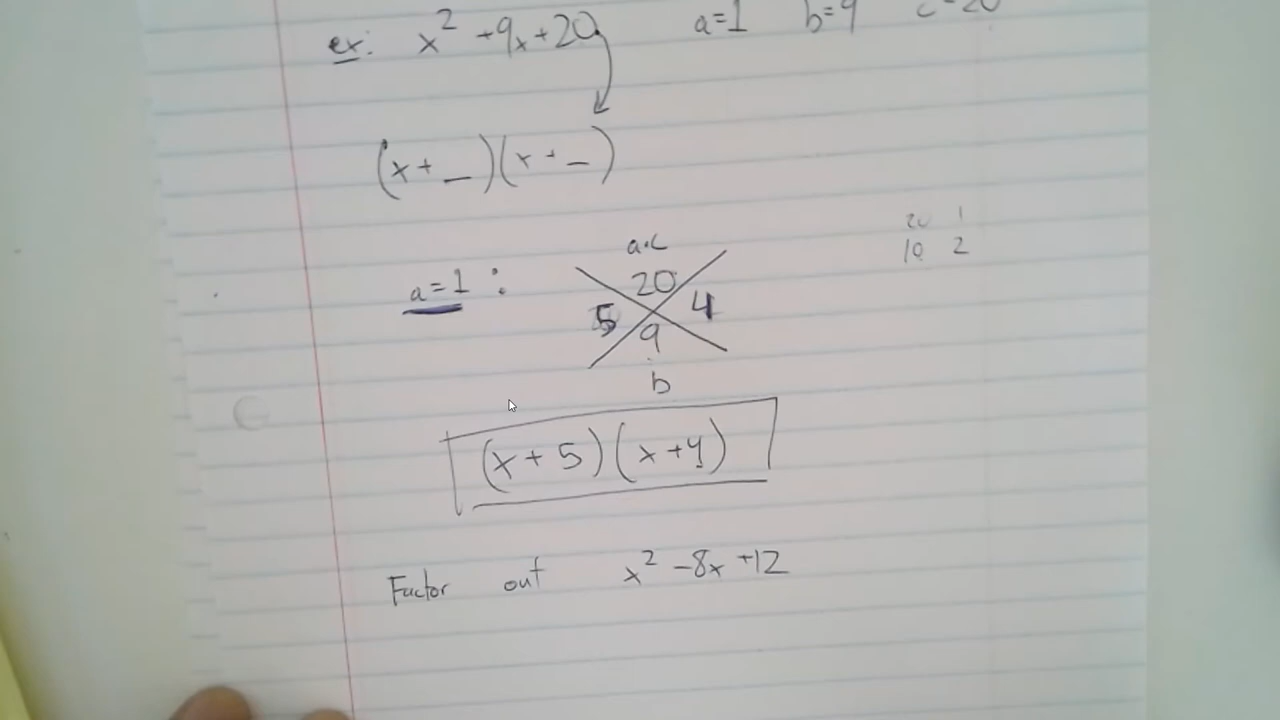 ex: x² +9x+20 a=1 b=9 c=20
(x + _)(x + _)
20 1
10 2
a·c
a=1 : 20
5 4
9
b
(x + 5)(x+4)
Factor out x² -8x +12